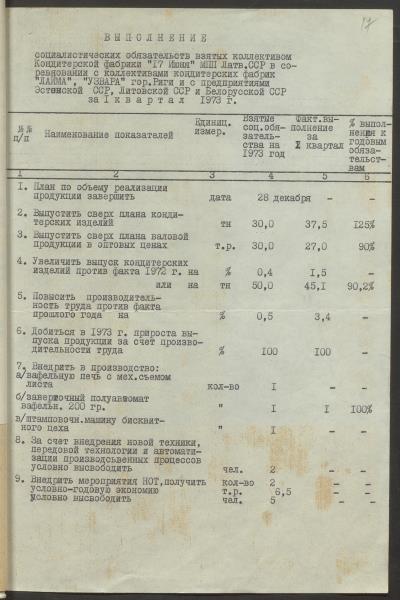 17
ВЫПОЛНЕНИЕ
социалистических обязательств взятых коллективом
Кондитерской фабрики "17 Июня" МПП Латв.ССР в со-
ревновании с коллективами кондитерских фабрик
"ЛАЙМА", "УЗВАРА" гор.Риги и с предприятиями
Эстонской ССР, Литовской ССР и Белорусской ССР
за I квартал 1973 г.
№№ п/п Наименование показателей Единиц. измер. Взятые соц.обя- зательст- ва на 1973 год Факт.вы- полнение за I квартал % выпол- нения к годовым обяза- тельст- вам
1 2 3 4 5 6
1. План по объему реализации
продукции завершить дата 28 декабря - -
2. Выпустить сверх плана конди-
терских изделий тн 30,0 37,5 125%
3. Выпустить сверх плана валовой
продукции в оптовых ценах т.р. 30,0 27,0 90%
4. Увеличить выпуск кондитерских
изделий против факта 1972 г. на % 0,4 1,5 -
или на тн 50,0 45,1 90,2%
5. Повысить производитель-
ность труда против факта
прошлого года на % 0,5 3,4 -
6. Добиться в 1973 г. прироста вы-
пуска продукции за счет произво-
дительности труда % 100 100 -
7. Внедрить в производство:
а/вафельную печь с мех.съемом
листа кол-во I - -
б/заверточный полуавтомат
вафельн. 200 гр. " I I 100%
в/штамповочн.машину бисквит-
ного цеха " I - -
8. За счет внедрения новой техники,
передовой технологии и автомати-
зации производсьвенных процессов
условно высвободить чел. 2 - -
9. Внедрить мероприятия НОТ,получить кол-во 2 - -
условно-годовую экономию т.р. 6,5 - -
условно высвободить чел. 5 - -